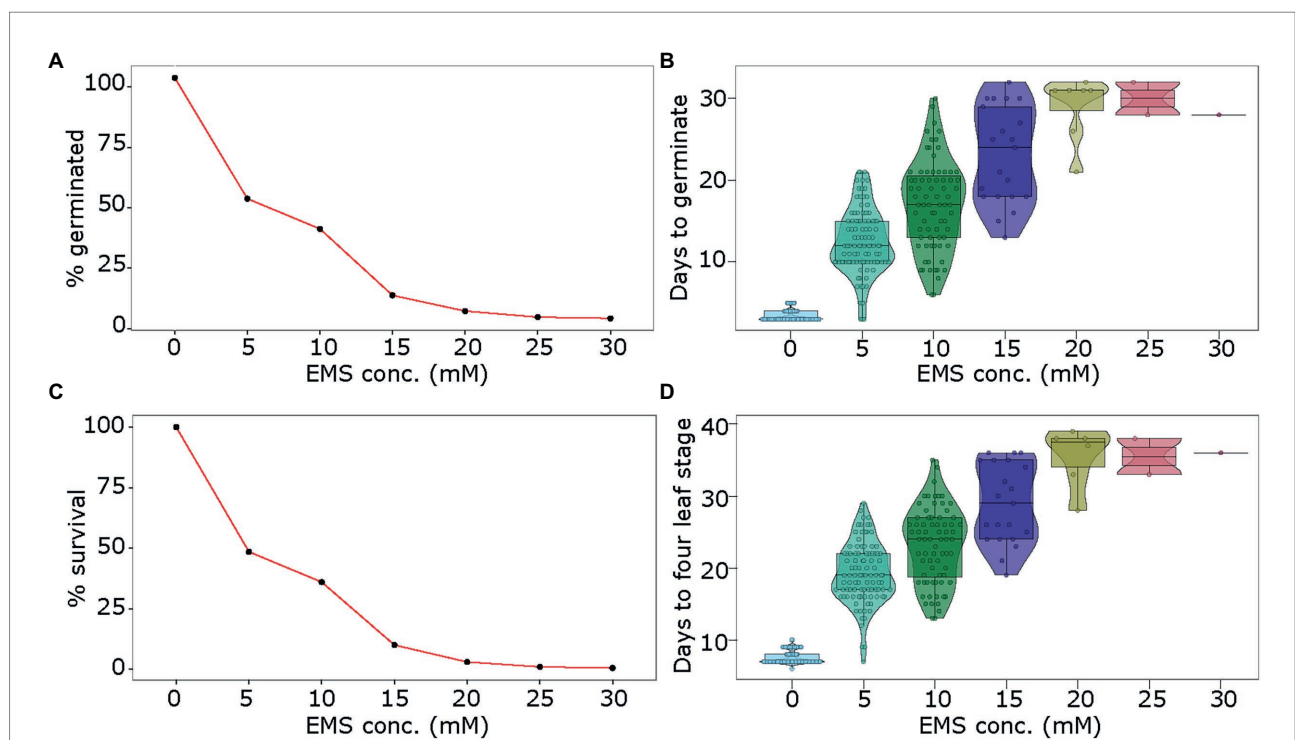 A
% germinated
100
75
50
25
0
0 5 10 15 20 25 30
EMS conc. (mM)
B
Days to germinate
30
20
10
0 5 10 15 20 25 30
EMS conc. (mM)
C
% survival
100
75
50
25
0
0 5 10 15 20 25 30
EMS conc. (mM)
D
Days to four leaf stage
40
30
20
10
0 5 10 15 20 25 30
EMS conc. (mM)